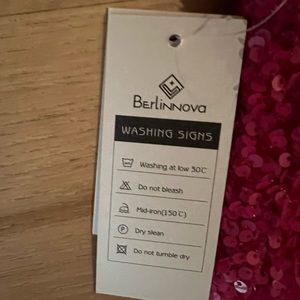 Berlinnova
WASHING SIGNS
Washing at low 30℃
Do not bleash
Mid-iron(150℃)
P Dry slean
Do not tumble dry